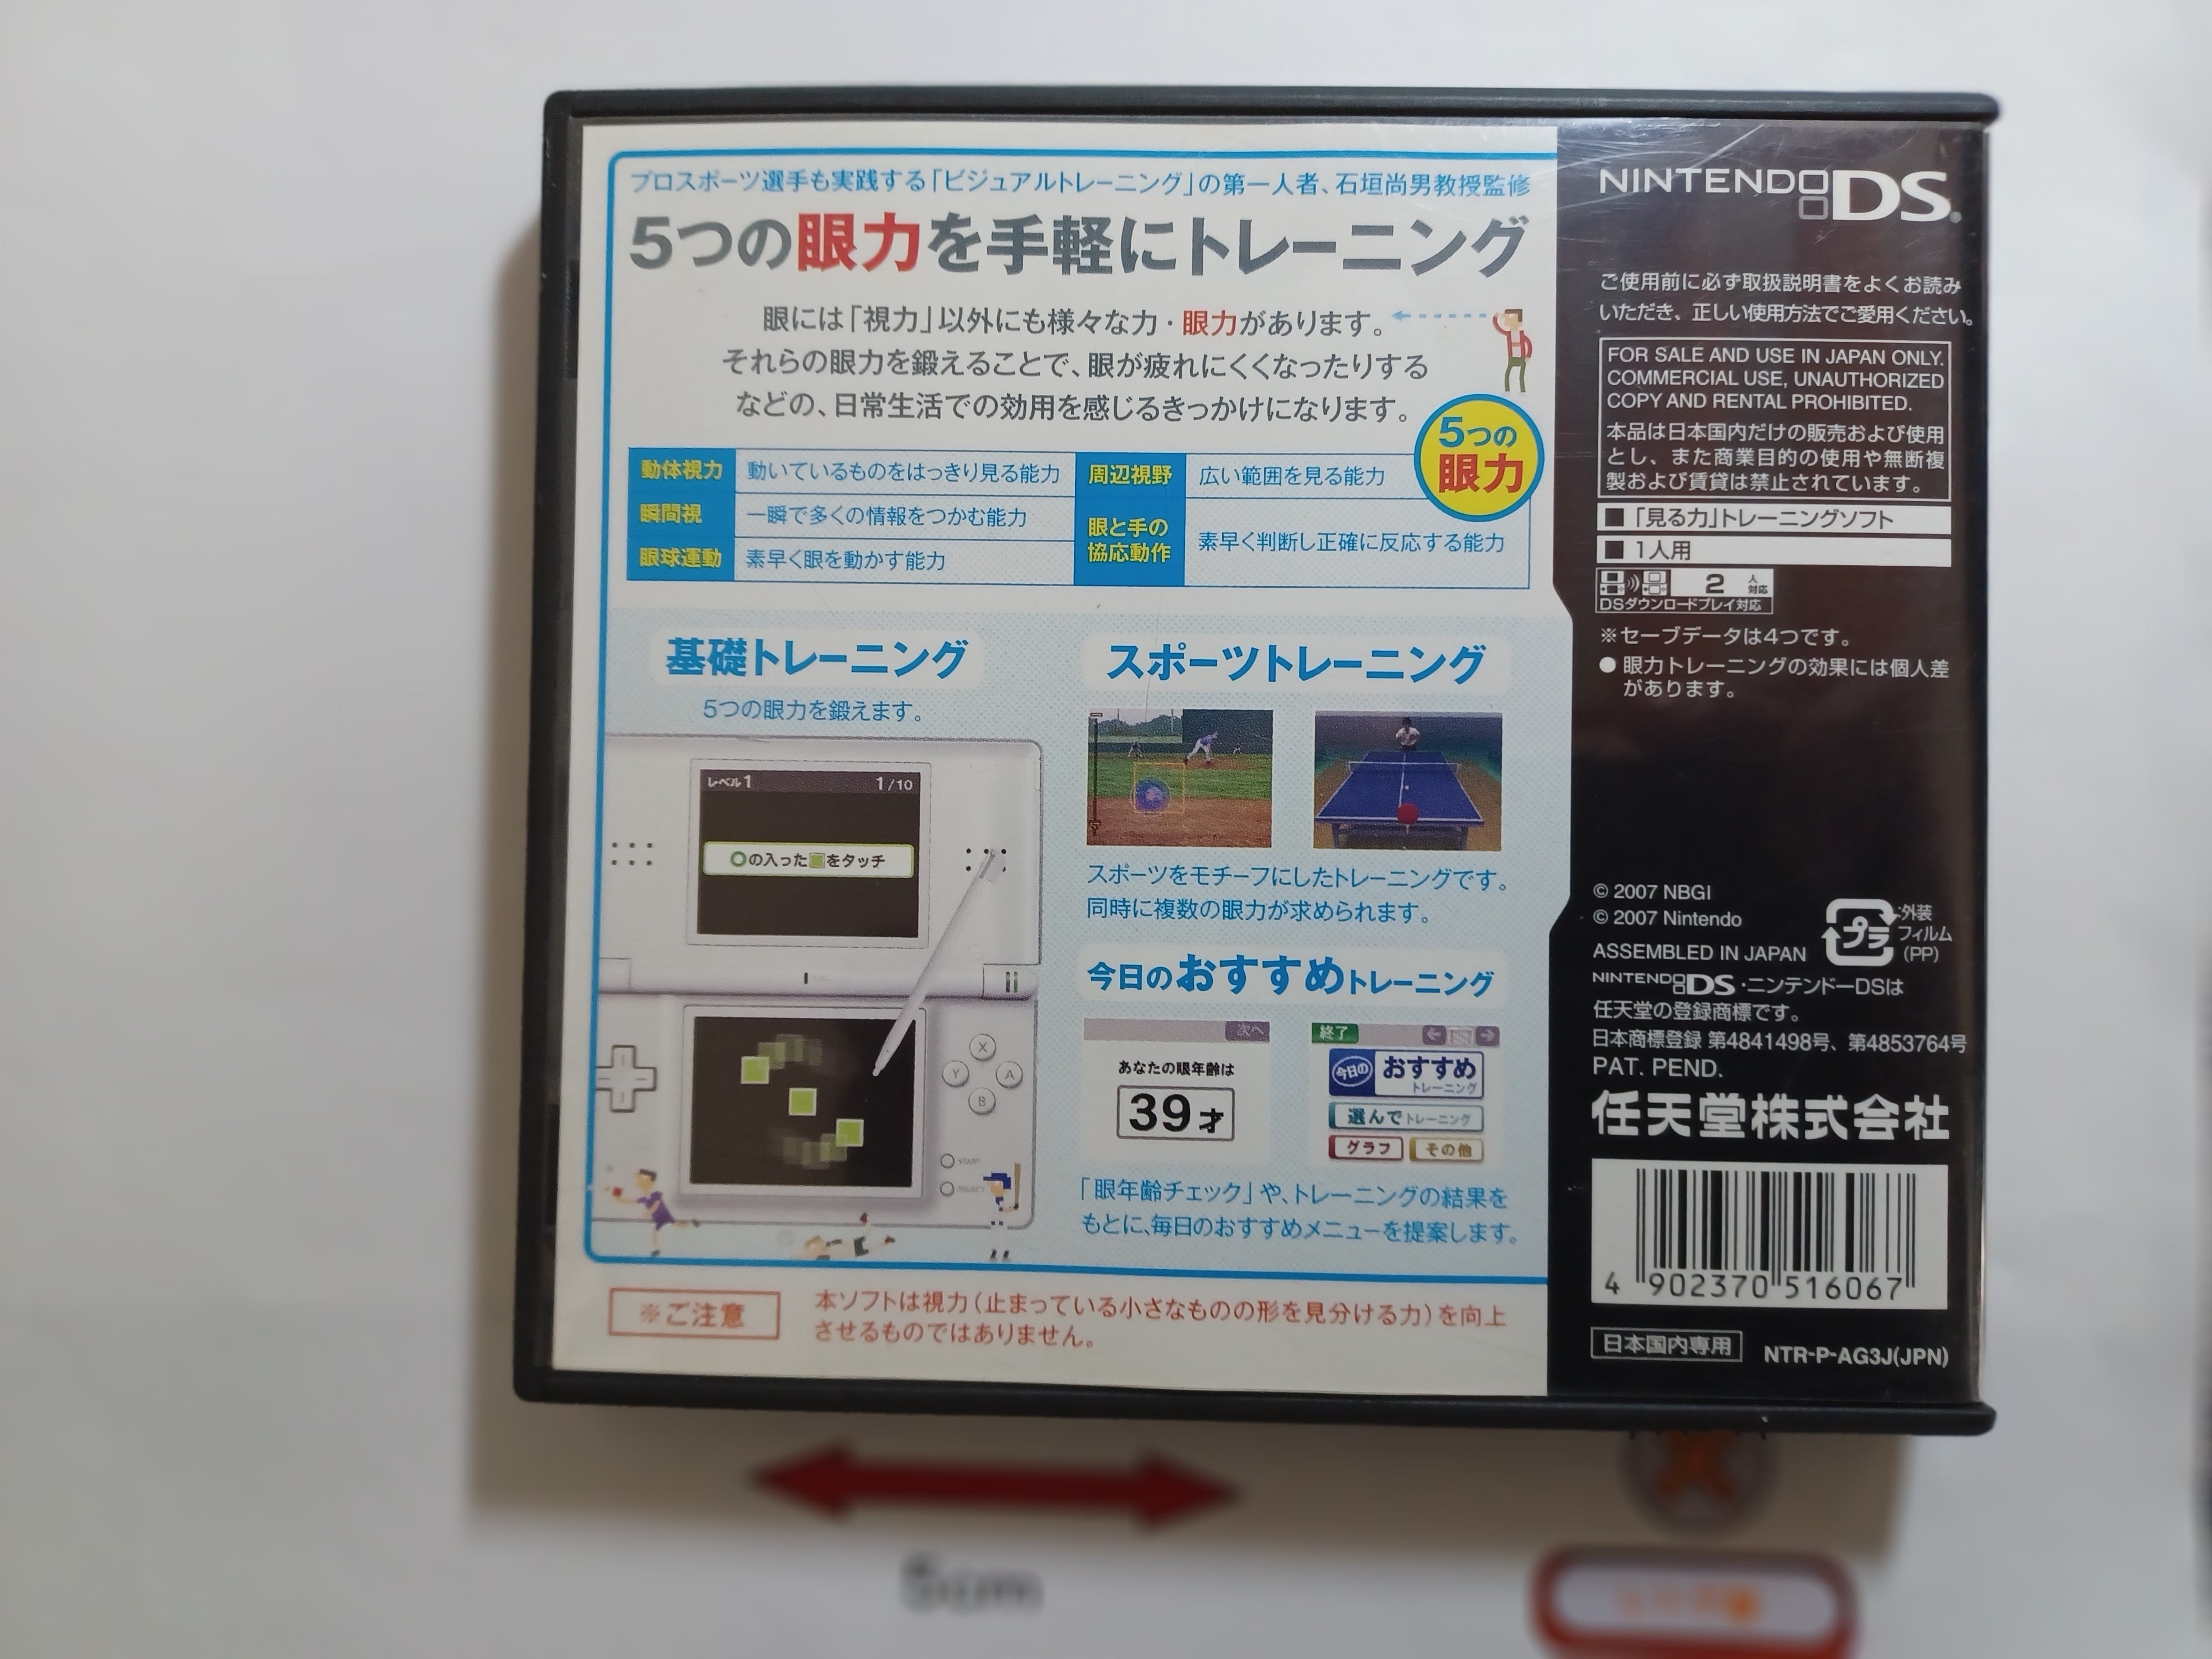 プロスポーツ選手も実践する「ビジュアルトレーニング」の第一人者、石垣尚男教授監修
5つの眼力を手軽にトレーニング
眼には「視力」以外にも様々な力・眼力があります。
それらの眼力を鍛えることで、眼が疲れにくくなったりする
などの、日常生活での効用を感じるきっかけになります。
5つの
眼力
動体視力 動いているものをはっきり見る能力
瞬間視 一瞬で多くの情報をつかむ能力
眼球運動 素早く眼を動かす能力
周辺視野 広い範囲を見る能力
眼と手の
協応動作
素早く判断し正確に反応する能力
基礎トレーニング
5つの眼力を鍛えます。
レベル1 1/10
○の入った■をタッチ
X
Y A
B
START
SELECT
スポーツトレーニング
スポーツをモチーフにしたトレーニングです。
同時に複数の眼力が求められます。
今日のおすすめトレーニング
次へ
あなたの眼年齢は
39才
終了
今日の おすすめ
トレーニング
選んでトレーニング
グラフ その他
「眼年齢チェック」や、トレーニングの結果を
もとに、毎日のおすすめメニューを提案します。
※ご注意
本ソフトは視力（止まっている小さなものの形を見分ける力）を向上
させるものではありません。
NINTENDO DS®
ご使用前に必ず取扱説明書をよくお読み
いただき、正しい使用方法でご愛用ください。
FOR SALE AND USE IN JAPAN ONLY.
COMMERCIAL USE, UNAUTHORIZED
COPY AND RENTAL PROHIBITED.
本品は日本国内だけの販売および使用
とし、また商業目的の使用や無断複
製および賃貸は禁止されています。
■「見る力」トレーニングソフト
■ 1人用
2 人対応
DSダウンロードプレイ対応
※セーブデータは4つです。
● 眼力トレーニングの効果には個人差
があります。
© 2007 NBGI
© 2007 Nintendo
ASSEMBLED IN JAPAN
プラ
外装
フィルム
(PP)
NINTENDO DS・ニンテンドーDSは
任天堂の登録商標です。
日本商標登録 第4841498号、第4853764号
PAT. PEND.
任天堂株式会社
4 902370 516067
日本国内専用
NTR-P-AG3J(JPN)
5cm